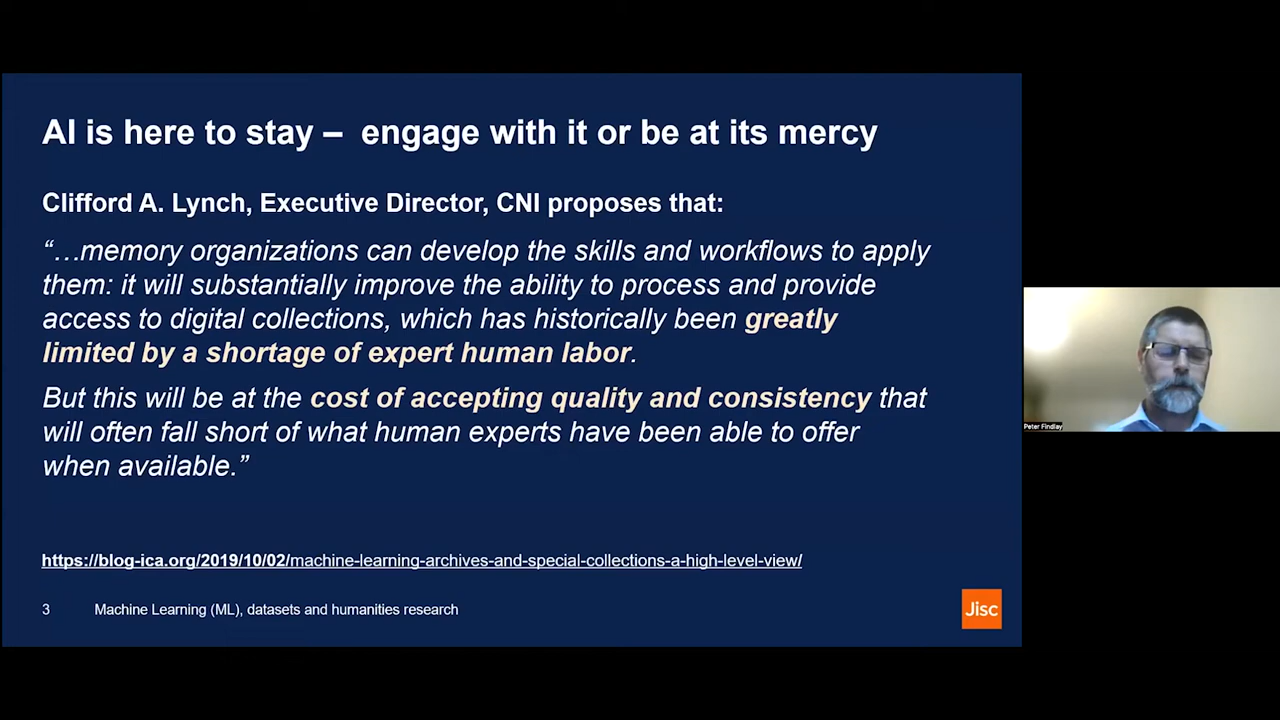 AI is here to stay –  engage with it or be at its mercy
Clifford A. Lynch, Executive Director, CNI proposes that:
“…memory organizations can develop the skills and workflows to apply
them: it will substantially improve the ability to process and provide
access to digital collections, which has historically been greatly
limited by a shortage of expert human labor.
But this will be at the cost of accepting quality and consistency that
will often fall short of what human experts have been able to offer
when available.”
https://blog-ica.org/2019/10/02/machine-learning-archives-and-special-collections-a-high-level-view/
3 Machine Learning (ML), datasets and humanities research
Jisc
Peter Findlay